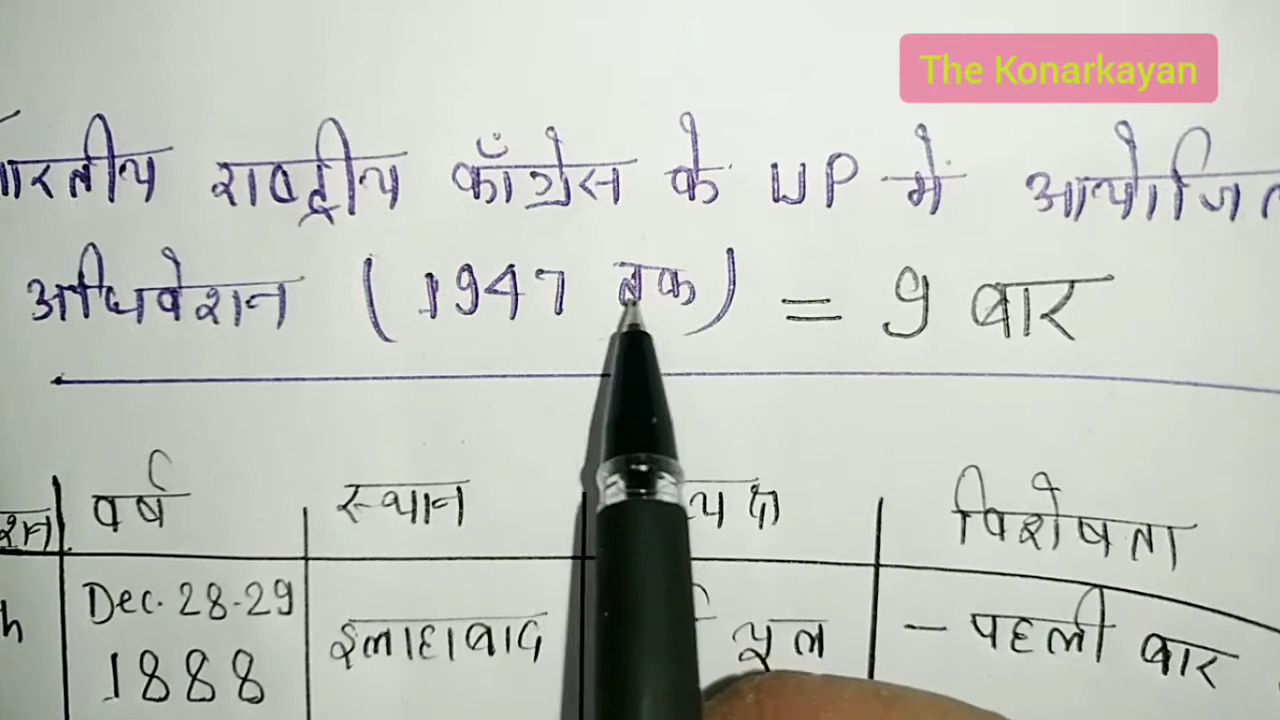 The Konarkayan
भारतीय राष्ट्रीय काँग्रेस के UP में आयोजित
अधिवेशन ( 1947 तक ) = 9 बार
वर्ष स्थान विशेषता
Dec. 28-29
1888 इलाहाबाद यूल - पहली बार